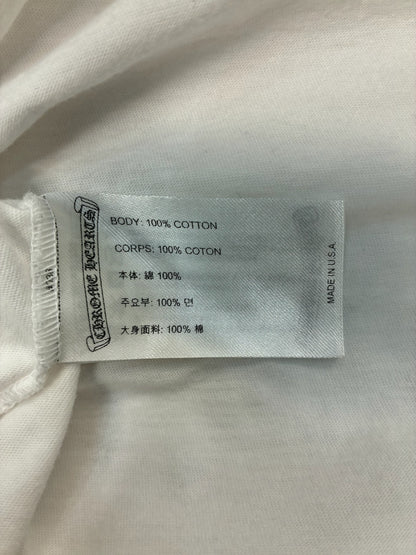 CHROME HEARTS
BODY: 100% COTTON
CORPS: 100% COTON
本体: 綿 100%
주요부: 100% 면
大身面料: 100% 棉
MADE IN U.S.A